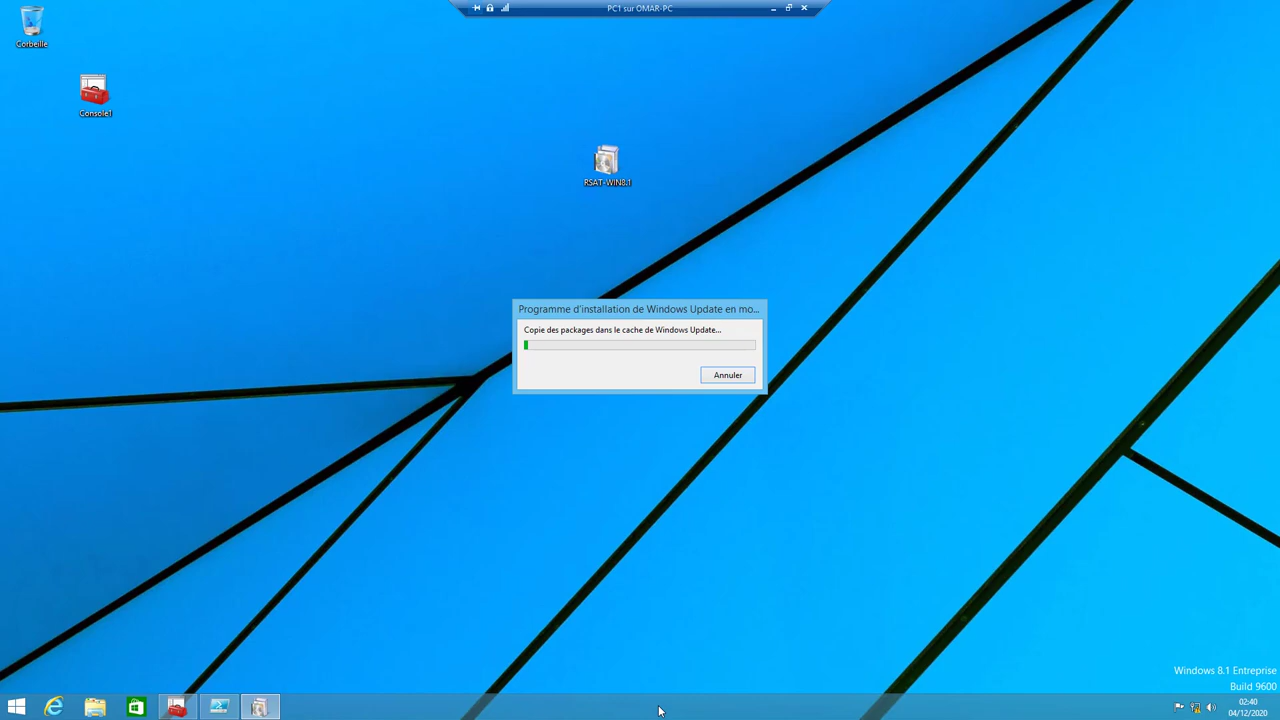 PC1 sur OMAR-PC
Corbeille
Console1
RSAT-WIN8.1
Programme d'installation de Windows Update en mo...
Copie des packages dans le cache de Windows Update...
Annuler
Windows 8.1 Entreprise
Build 9600
02:40
04/12/2020